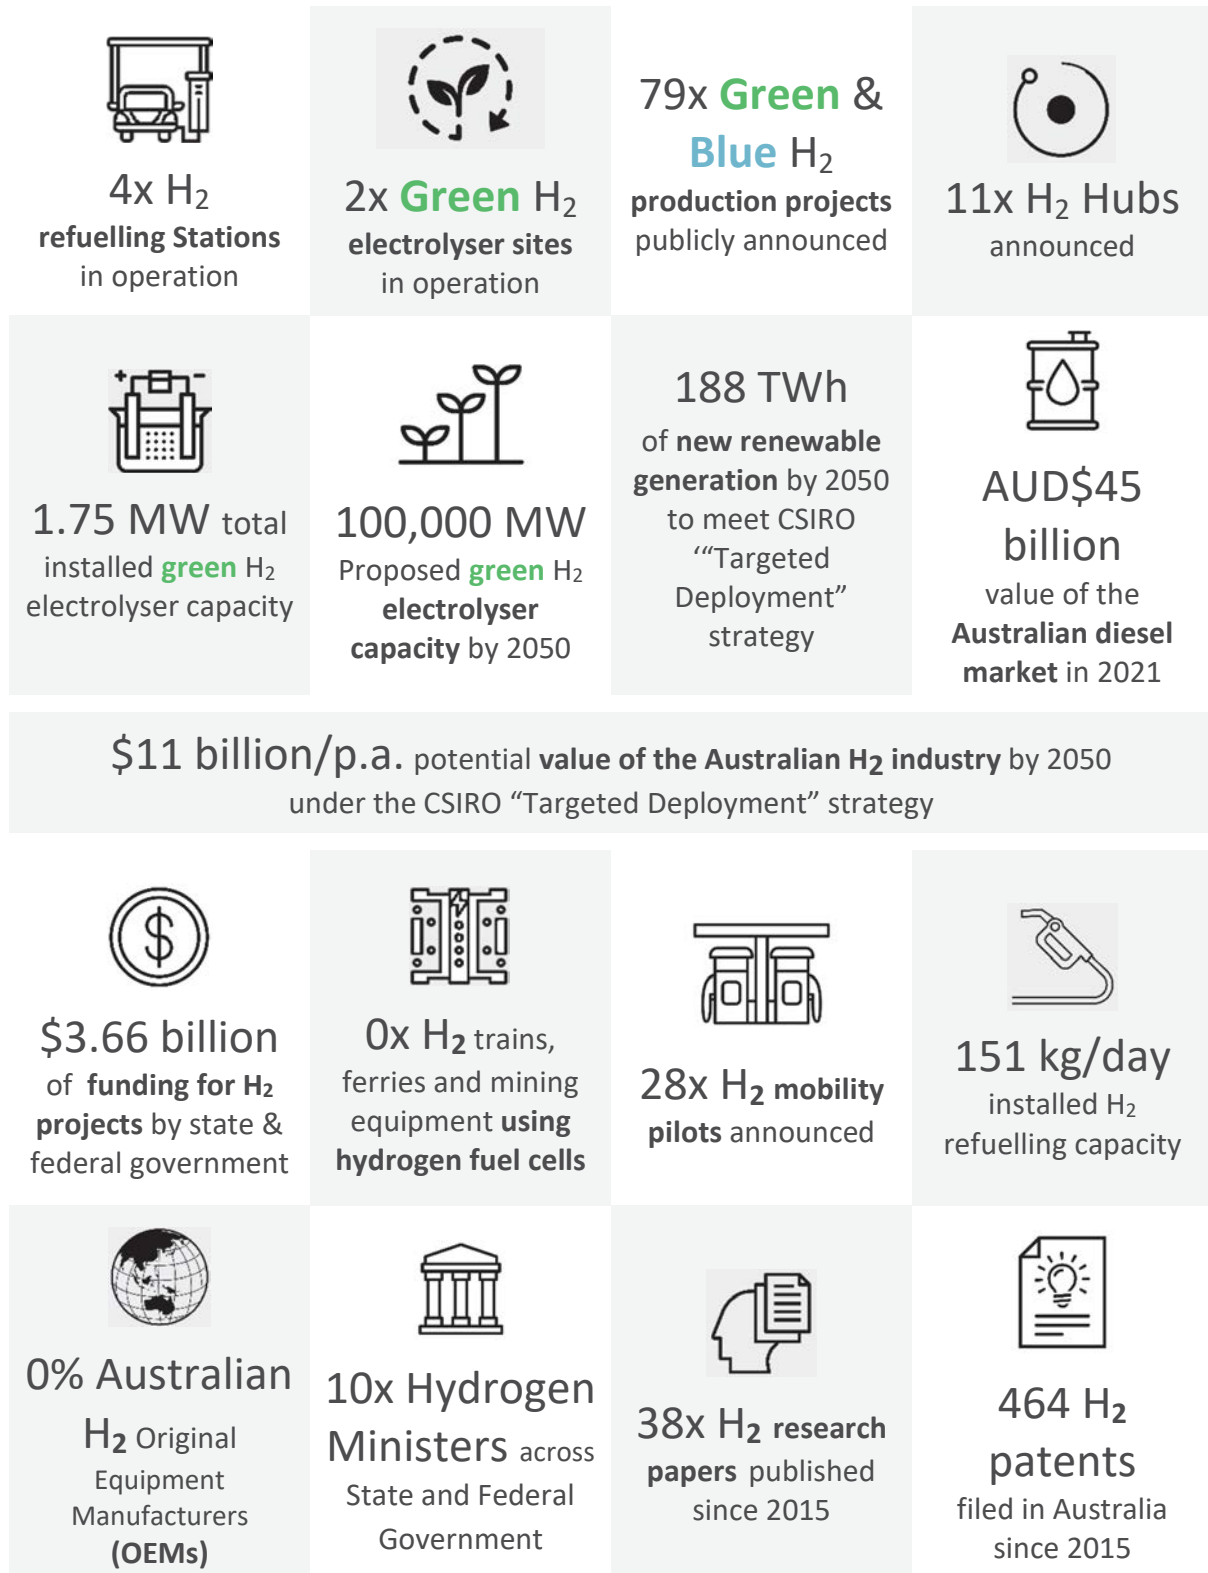 4x H₂
refuelling Stations
in operation
2x Green H₂
electrolyser sites
in operation
79x Green &
Blue H₂
production projects
publicly announced
11x H₂ Hubs
announced
1.75 MW total
installed green H₂
electrolyser capacity
100,000 MW
Proposed green H₂
electrolyser
capacity by 2050
188 TWh
of new renewable
generation by 2050
to meet CSIRO
‘“Targeted
Deployment”
strategy
AUD$45
billion
value of the
Australian diesel
market in 2021
$11 billion/p.a. potential value of the Australian H₂ industry by 2050
under the CSIRO “Targeted Deployment” strategy
$3.66 billion
of funding for H₂
projects by state &
federal government
0x H₂ trains,
ferries and mining
equipment using
hydrogen fuel cells
28x H₂ mobility
pilots announced
151 kg/day
installed H₂
refuelling capacity
0% Australian
H₂ Original
Equipment
Manufacturers
(OEMs)
10x Hydrogen
Ministers across
State and Federal
Government
38x H₂ research
papers published
since 2015
464 H₂
patents
filed in Australia
since 2015